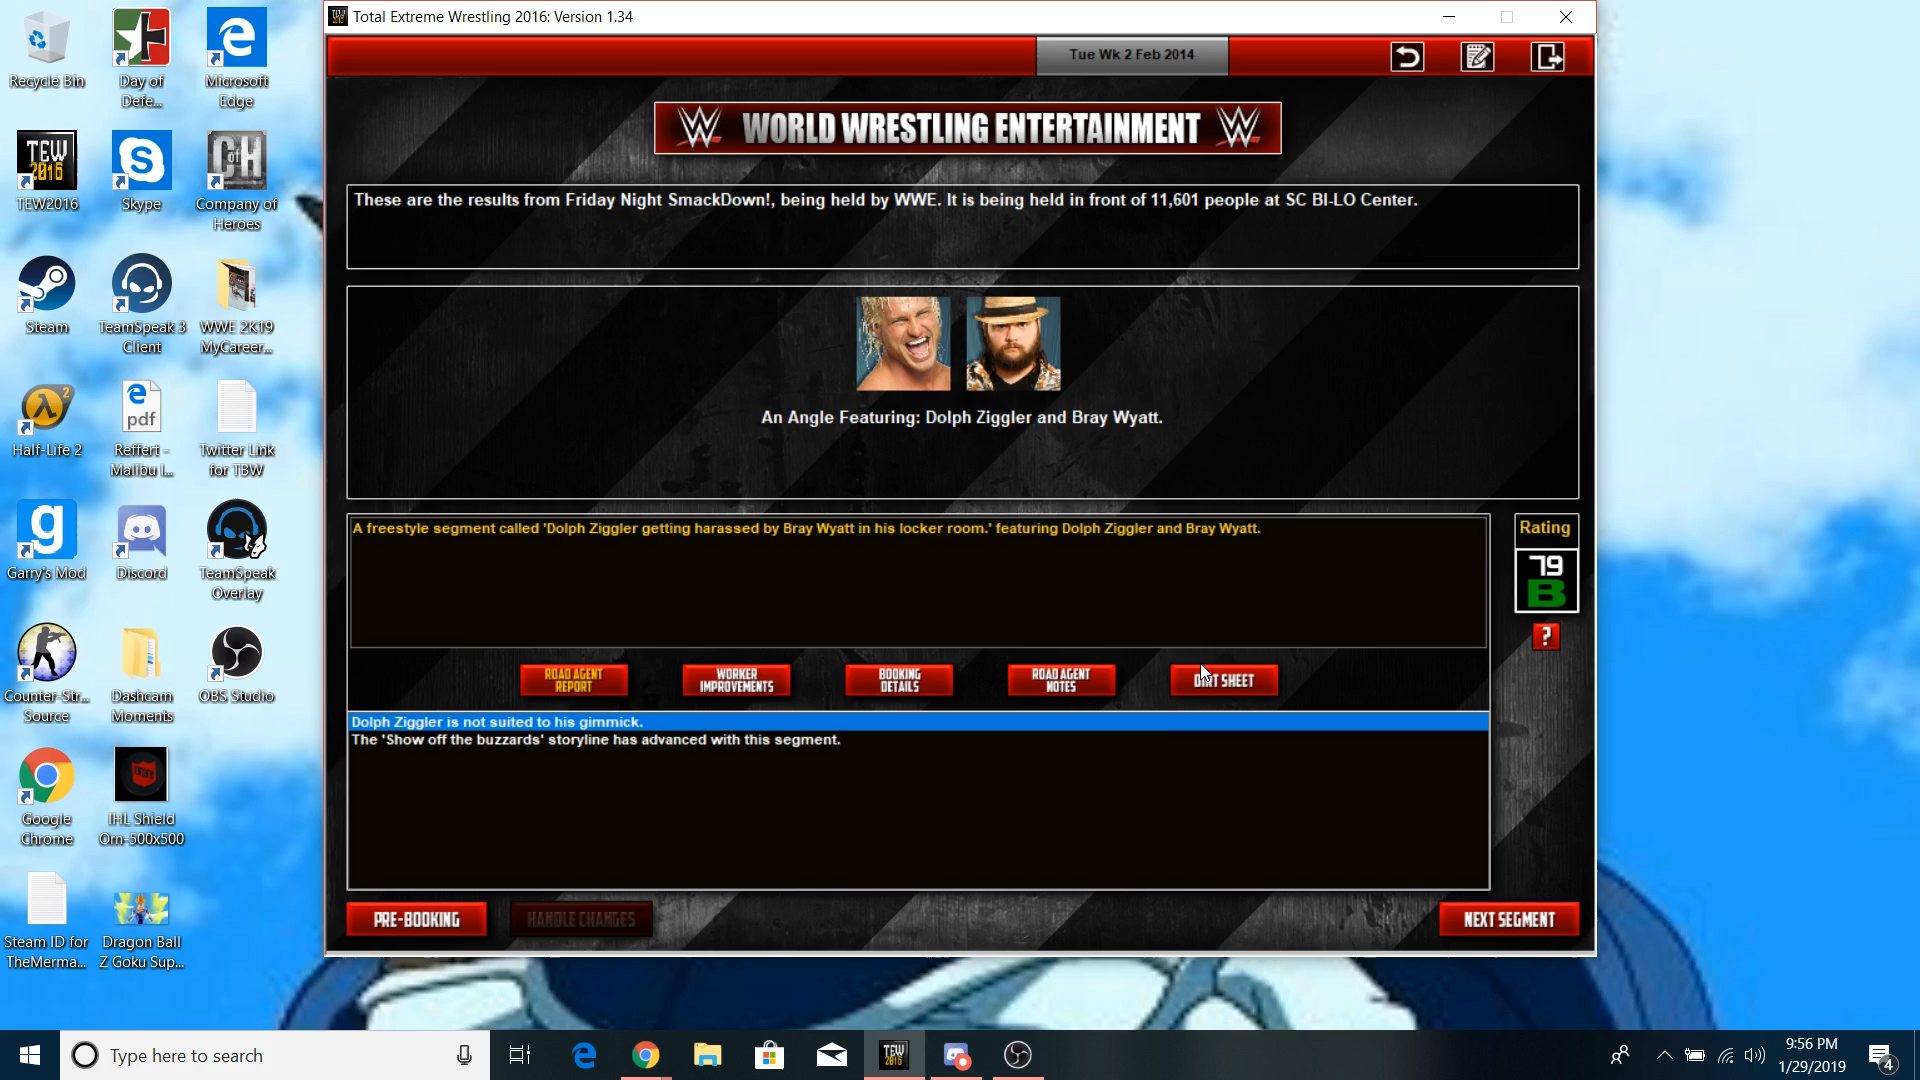 Total Extreme Wrestling 2016: Version 1.34
Tue Wk 2 Feb 2014
WORLD WRESTLING ENTERTAINMENT
These are the results from Friday Night SmackDown!, being held by WWE. It is being held in front of 11,601 people at SC BI-LO Center.
An Angle Featuring: Dolph Ziggler and Bray Wyatt.
A freestyle segment called 'Dolph Ziggler getting harassed by Bray Wyatt in his locker room.' featuring Dolph Ziggler and Bray Wyatt.
Rating
79
B
?
ROAD AGENT
REPORT
WORKER
IMPROVEMENTS
BOOKING
DETAILS
ROAD AGENT
NOTES
DIRT SHEET
Dolph Ziggler is not suited to his gimmick.
The 'Show off the buzzards' storyline has advanced with this segment.
PRE-BOOKING
HANDLE CHANGES
NEXT SEGMENT
Recycle Bin
Day of
Defe...
Microsoft
Edge
TEW
2016
TEW2016
Skype
C of H
Company of
Heroes
Steam
TeamSpeak 3
Client
WWE 2K19
MyCareer...
Half-Life 2
pdf
Reffert -
Malibu I...
Twitter Link
for TBW
Garry's Mod
Discord
TeamSpeak
Overlay
Counter-Str...
Source
Dashcam
Moments
OBS Studio
Google
Chrome
IHL Shield
Orn-500x500
Steam ID for
TheMerma...
Dragon Ball
Z Goku Sup...
Type here to search
TEW
2016
9:56 PM
1/29/2019
4